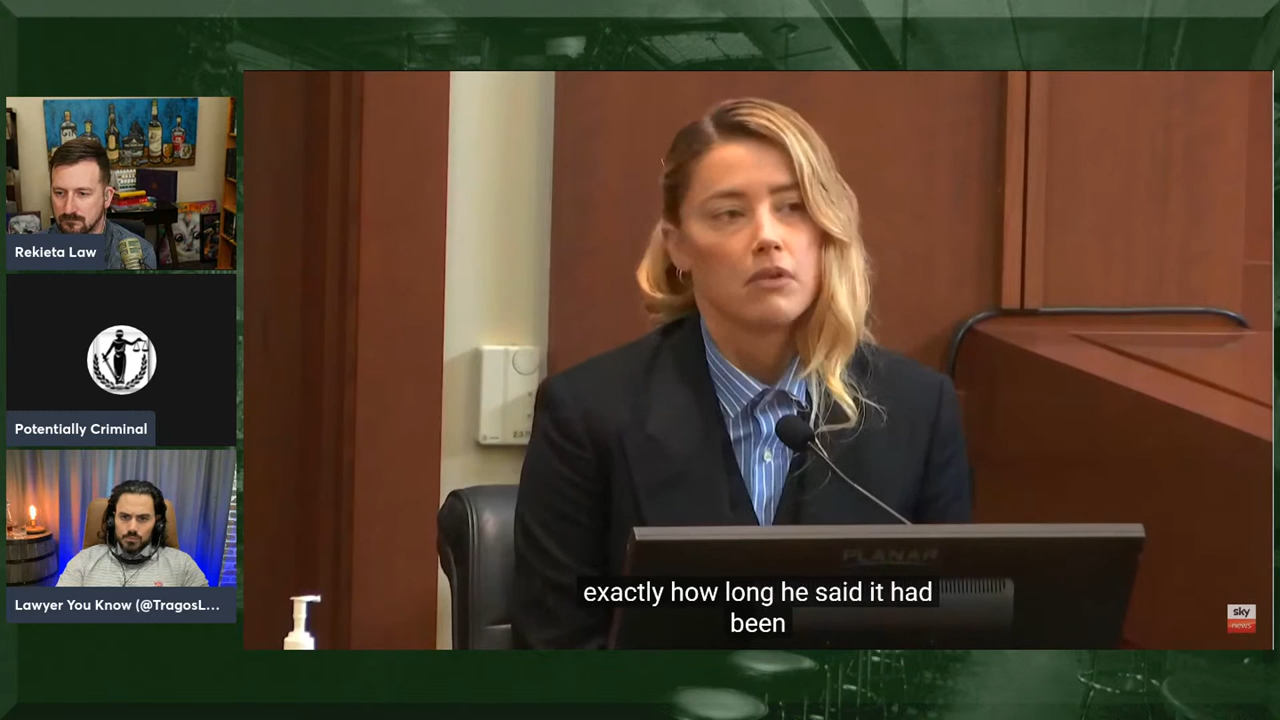 Rekieta Law
Potentially Criminal
Lawyer You Know (@TragosL...
PLANAR
exactly how long he said it had
been
sky
news